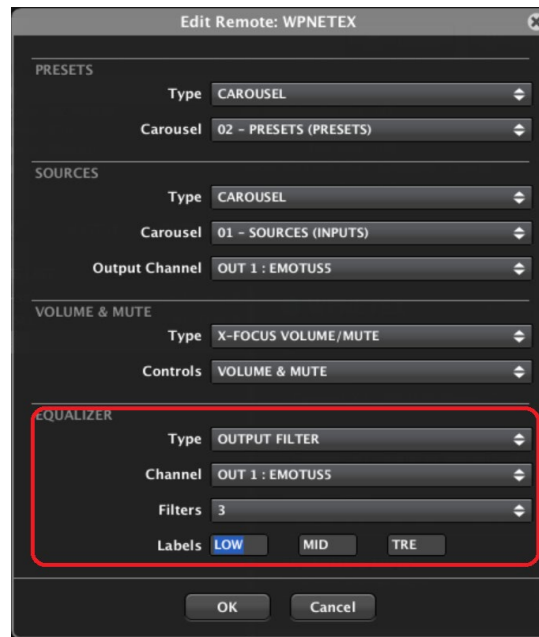 Edit Remote: WPNETEX
PRESETS
Type CAROUSEL
Carousel 02 - PRESETS (PRESETS)
SOURCES
Type CAROUSEL
Carousel 01 - SOURCES (INPUTS)
Output Channel OUT 1 : EMOTUS5
VOLUME & MUTE
Type X-FOCUS VOLUME/MUTE
Controls VOLUME & MUTE
EQUALIZER
Type OUTPUT FILTER
Channel OUT 1 : EMOTUS5
Filters 3
Labels LOW MID TRE
OK Cancel